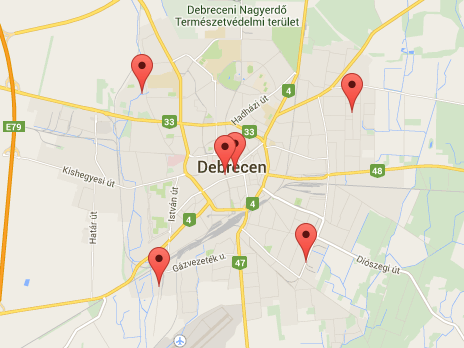 Debreceni Nagyerdő
Természetvédelmi terület
4
Hadházi út
33
33
E79
Debrecen
48
Kishegyesi út
István út
4
Határ út
4
Gázvezeték u.
47
Diószegi út